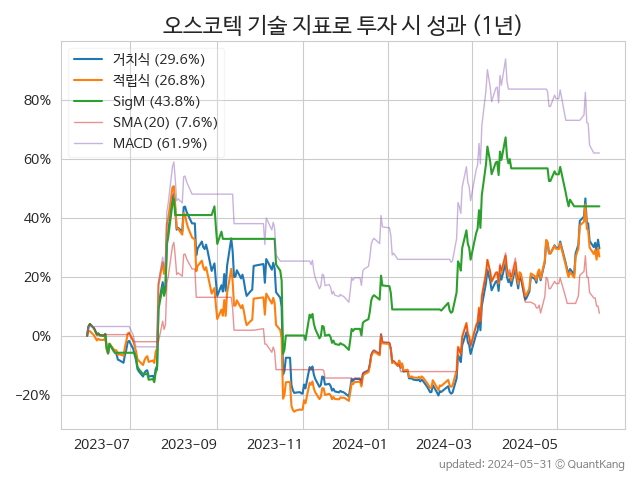 오스코텍 기술 지표로 투자 시 성과 (1년)
거치식 (29.6%)
적립식 (26.8%)
SigM (43.8%)
SMA(20) (7.6%)
MACD (61.9%)
80%
60%
40%
20%
0%
−20%
2023-07
2023-09
2023-11
2024-01
2024-03
2024-05
updated: 2024-05-31 © QuantKang